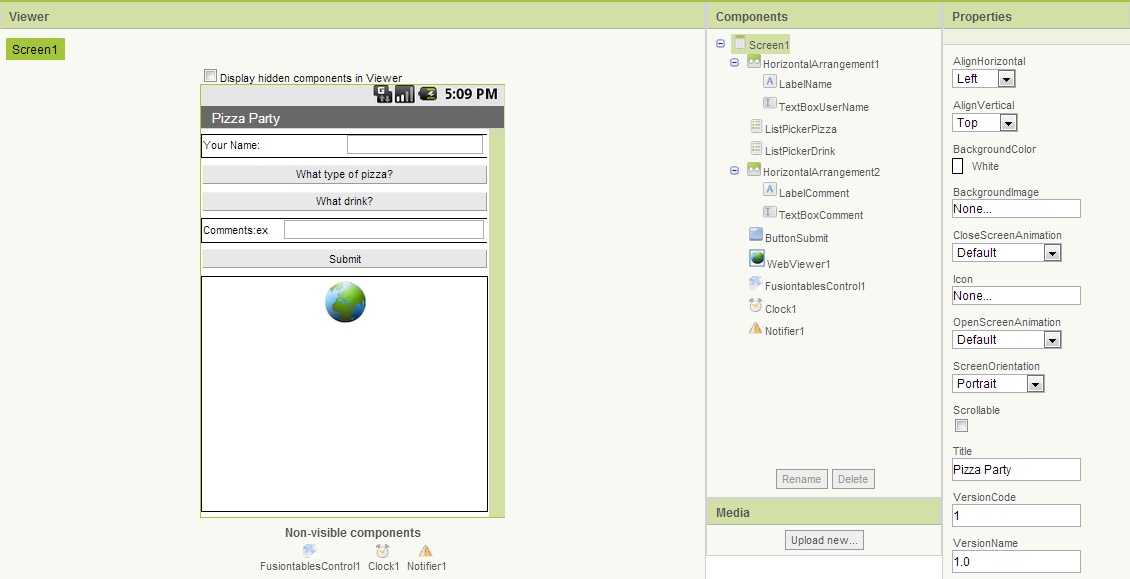 Viewer
Screen1
Display hidden components in Viewer
5:09 PM
Pizza Party
Your Name:
What type of pizza?
What drink?
Comments:ex
Submit
Non-visible components
FusiontablesControl1 Clock1 Notifier1
Components
Screen1
HorizontalArrangement1
LabelName
TextBoxUserName
ListPickerPizza
ListPickerDrink
HorizontalArrangement2
LabelComment
TextBoxComment
ButtonSubmit
WebViewer1
FusiontablesControl1
Clock1
Notifier1
Rename Delete
Media
Upload new...
Properties
AlignHorizontal
Left
AlignVertical
Top
BackgroundColor
White
BackgroundImage
None...
CloseScreenAnimation
Default
Icon
None...
OpenScreenAnimation
Default
ScreenOrientation
Portrait
Scrollable
Title
Pizza Party
VersionCode
1
VersionName
1.0